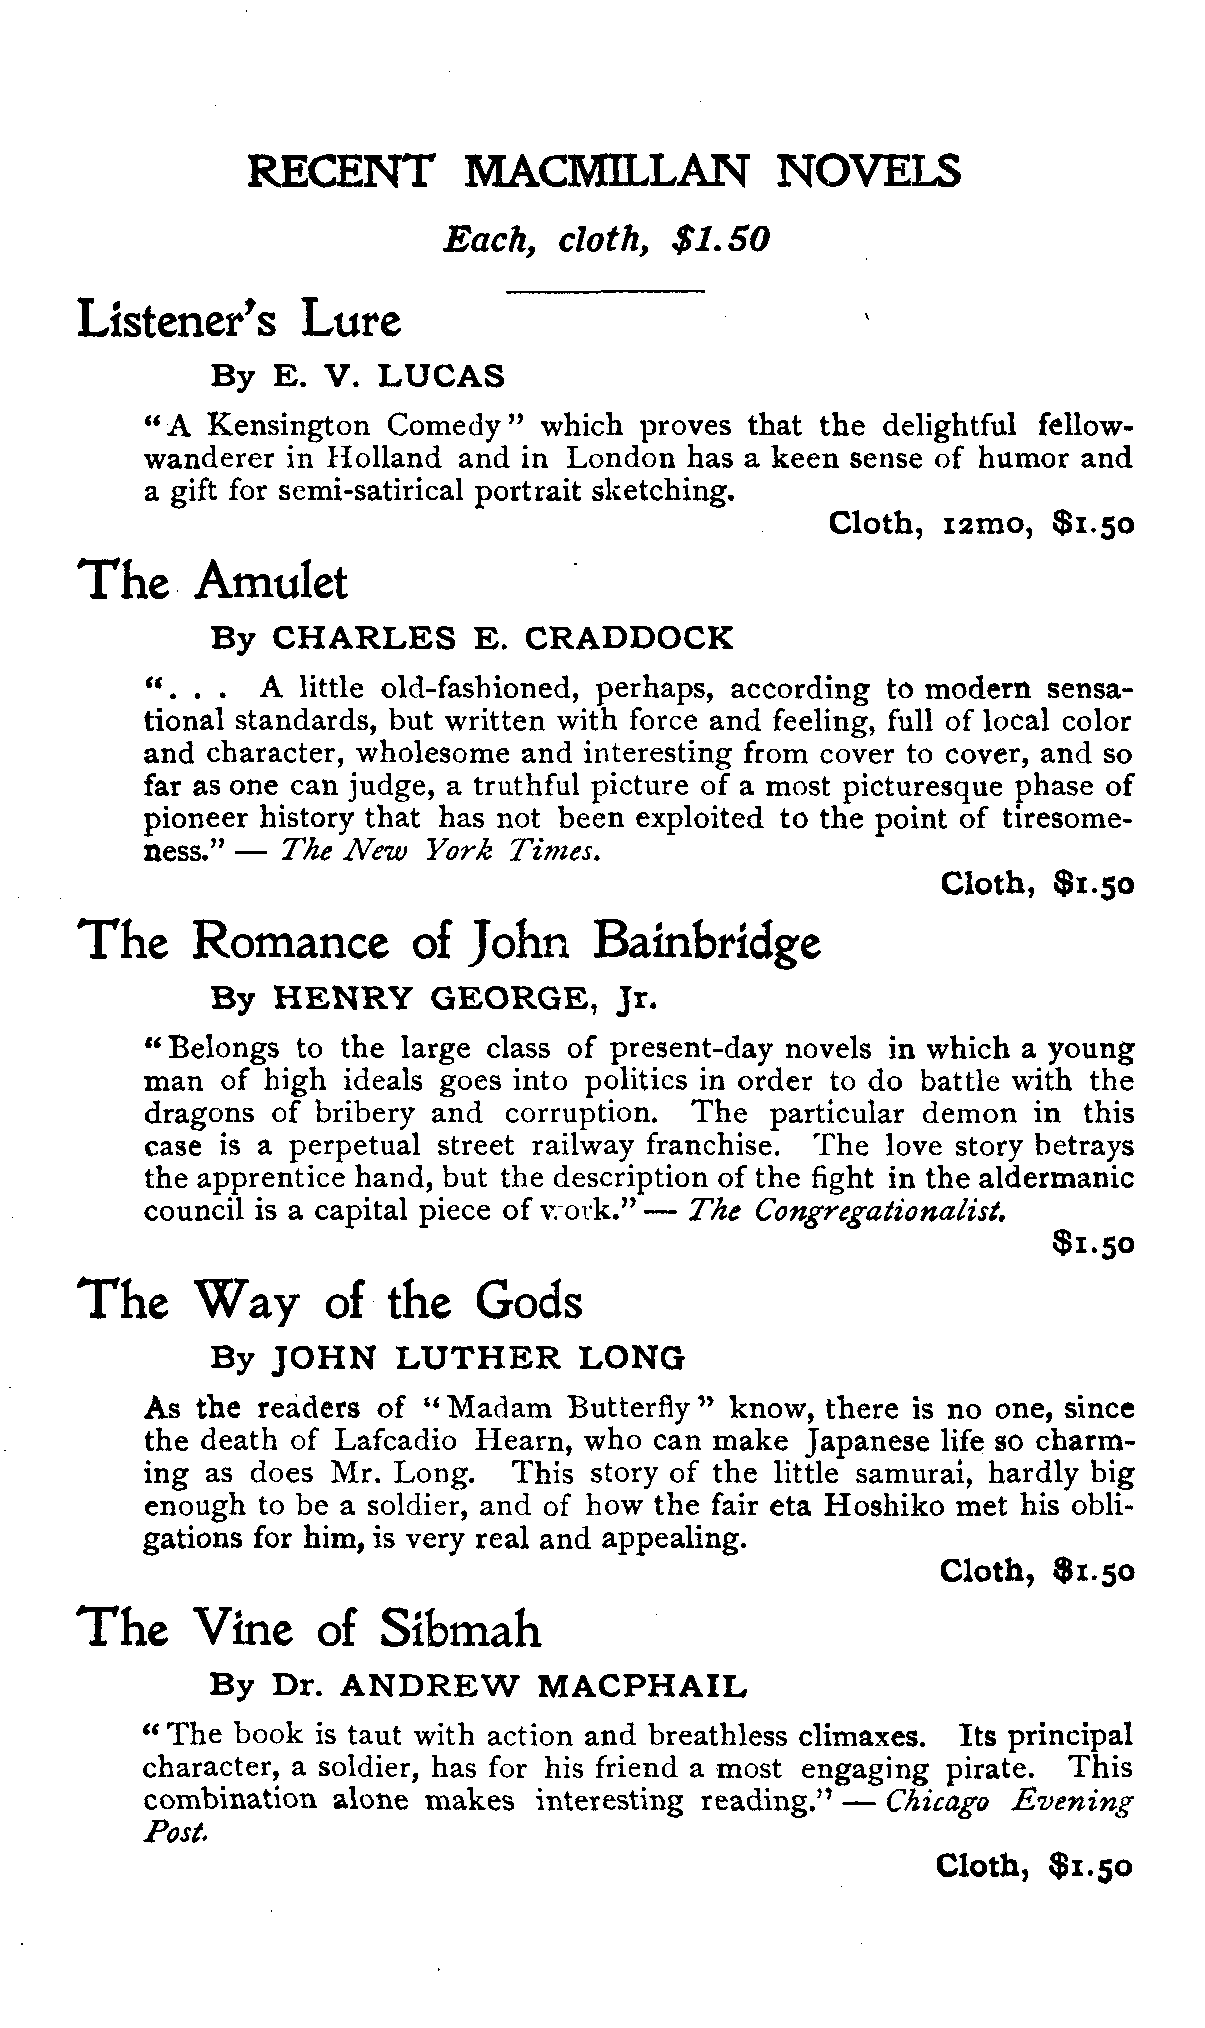 RECENT MACMILLAN NOVELS
Each, cloth, $1.50
Listener's Lure
By E. V. LUCAS
"A Kensington Comedy" which proves that the delightful fellow-
wanderer in Holland and in London has a keen sense of humor and
a gift for semi-satirical portrait sketching.
Cloth, 12mo, $1.50
The Amulet
By CHARLES E. CRADDOCK
". . . A little old-fashioned, perhaps, according to modern sensa-
tional standards, but written with force and feeling, full of local color
and character, wholesome and interesting from cover to cover, and so
far as one can judge, a truthful picture of a most picturesque phase of
pioneer history that has not been exploited to the point of tiresome-
ness." — The New York Times.
Cloth, $1.50
The Romance of John Bainbridge
By HENRY GEORGE, Jr.
"Belongs to the large class of present-day novels in which a young
man of high ideals goes into politics in order to do battle with the
dragons of bribery and corruption. The particular demon in this
case is a perpetual street railway franchise. The love story betrays
the apprentice hand, but the description of the fight in the aldermanic
council is a capital piece of work." — The Congregationalist.
$1.50
The Way of the Gods
By JOHN LUTHER LONG
As the readers of "Madam Butterfly" know, there is no one, since
the death of Lafcadio Hearn, who can make Japanese life so charm-
ing as does Mr. Long. This story of the little samurai, hardly big
enough to be a soldier, and of how the fair eta Hoshiko met his obli-
gations for him, is very real and appealing.
Cloth, $1.50
The Vine of Sibmah
By Dr. ANDREW MACPHAIL
"The book is taut with action and breathless climaxes. Its principal
character, a soldier, has for his friend a most engaging pirate. This
combination alone makes interesting reading." — Chicago Evening
Post.
Cloth, $1.50